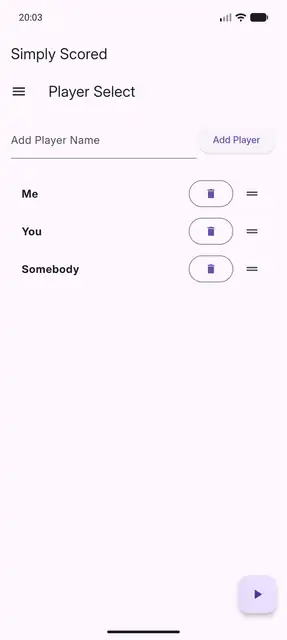 20:03
Simply Scored
Player Select
Add Player Name
Add Player
Me
You
Somebody